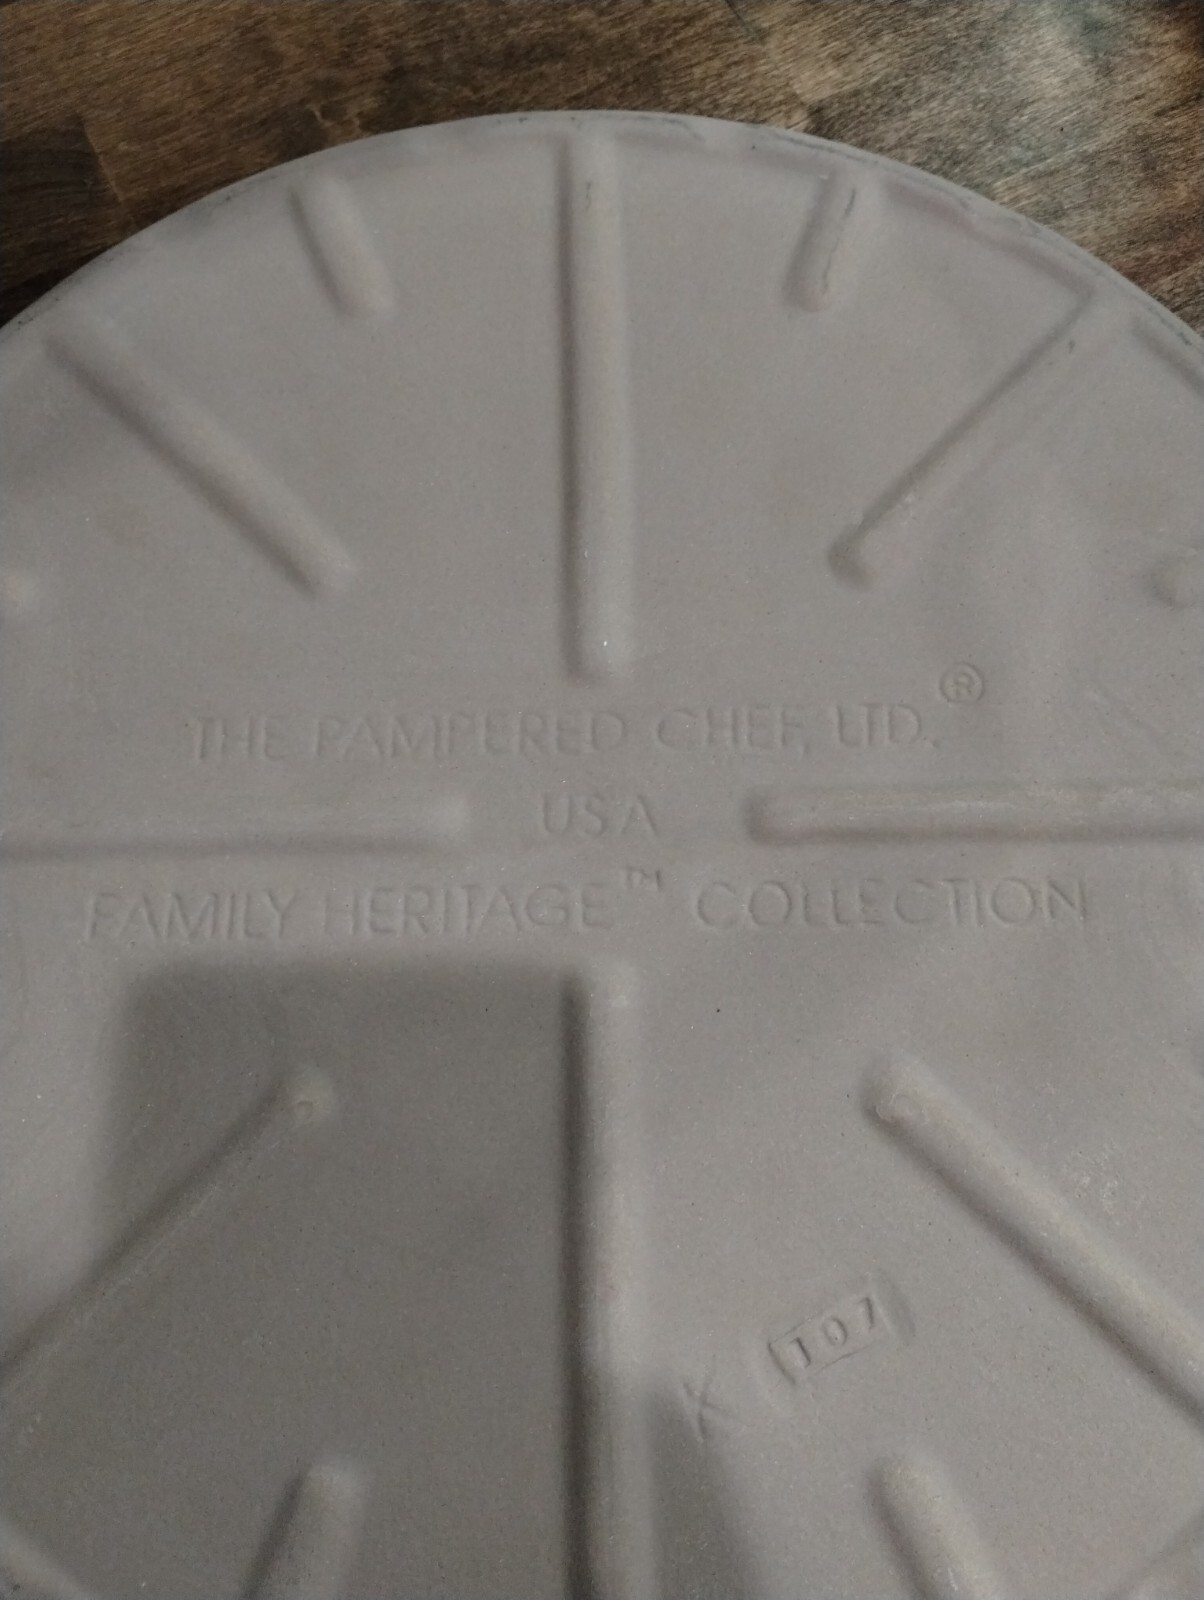 THE PAMPERED CHEF, LTD.®
USA
FAMILY HERITAGE™ COLLECTION
X 107